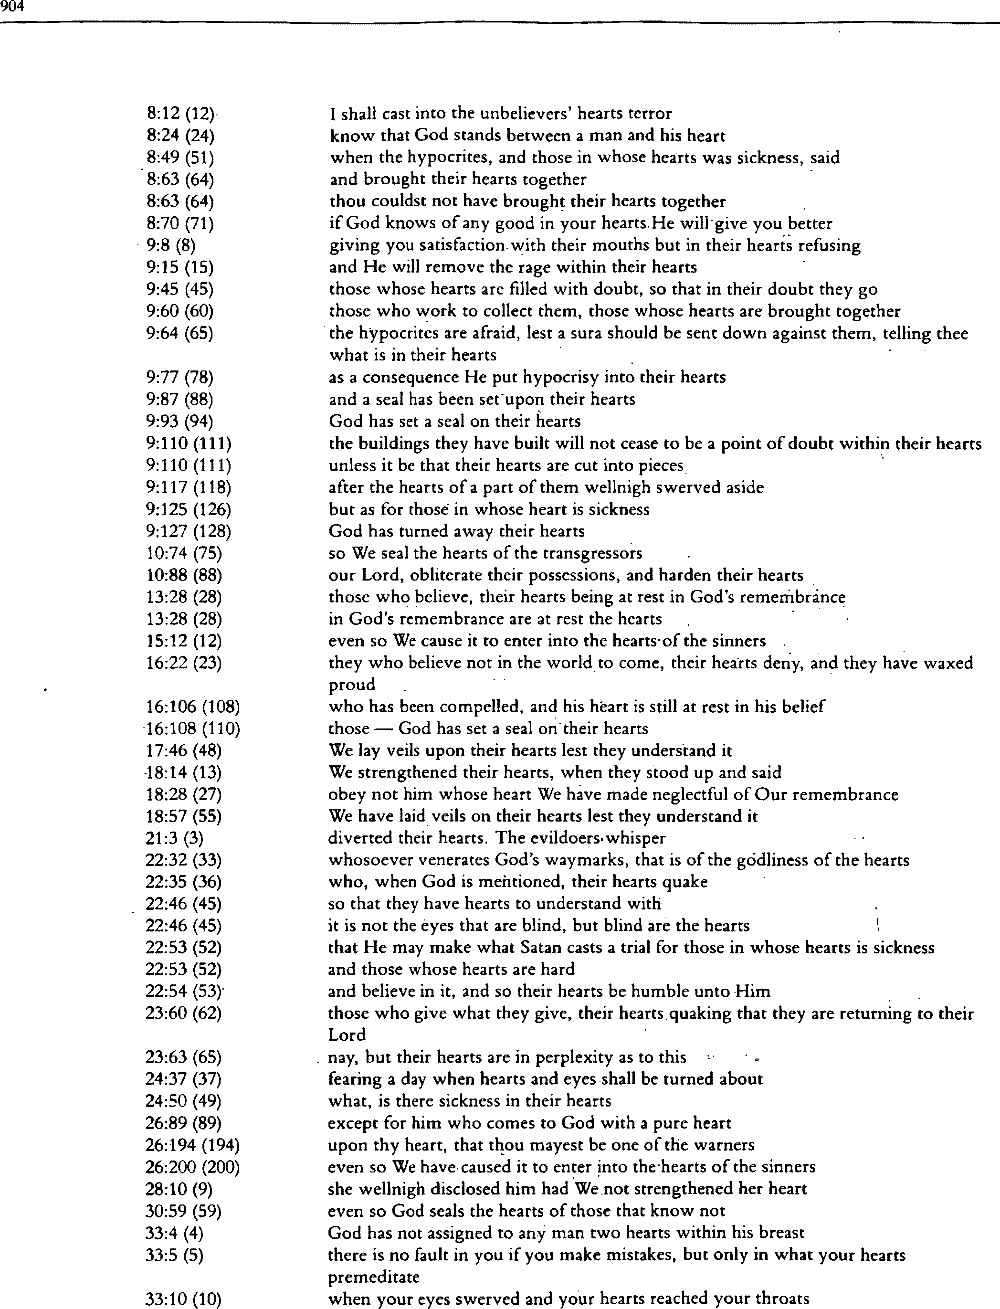 904
8:12 (12) I shall cast into the unbelievers' hearts terror
8:24 (24) know that God stands between a man and his heart
8:49 (51) when the hypocrites, and those in whose hearts was sickness, said
8:63 (64) and brought their hearts together
8:63 (64) thou couldst not have brought their hearts together
8:70 (71) if God knows of any good in your hearts He will give you better
9:8 (8) giving you satisfaction with their mouths but in their hearts refusing
9:15 (15) and He will remove the rage within their hearts
9:45 (45) those whose hearts are filled with doubt, so that in their doubt they go
9:60 (60) those who work to collect them, those whose hearts are brought together
9:64 (65) the hypocrites are afraid, lest a sura should be sent down against them, telling thee
what is in their hearts
9:77 (78) as a consequence He put hypocrisy into their hearts
9:87 (88) and a seal has been set upon their hearts
9:93 (94) God has set a seal on their hearts
9:110 (111) the buildings they have built will not cease to be a point of doubt within their hearts
9:110 (111) unless it be that their hearts are cut into pieces
9:117 (118) after the hearts of a part of them wellnigh swerved aside
9:125 (126) but as for those in whose heart is sickness
9:127 (128) God has turned away their hearts
10:74 (75) so We seal the hearts of the transgressors
10:88 (88) our Lord, obliterate their possessions, and harden their hearts
13:28 (28) those who believe, their hearts being at rest in God's remembrance
13:28 (28) in God's remembrance are at rest the hearts
15:12 (12) even so We cause it to enter into the hearts of the sinners
16:22 (23) they who believe not in the world to come, their hearts deny, and they have waxed
proud
16:106 (108) who has been compelled, and his heart is still at rest in his belief
16:108 (110) those — God has set a seal on their hearts
17:46 (48) We lay veils upon their hearts lest they understand it
18:14 (13) We strengthened their hearts, when they stood up and said
18:28 (27) obey not him whose heart We have made neglectful of Our remembrance
18:57 (55) We have laid veils on their hearts lest they understand it
21:3 (3) diverted their hearts. The evildoers whisper
22:32 (33) whosoever venerates God's waymarks, that is of the godliness of the hearts
22:35 (36) who, when God is mentioned, their hearts quake
22:46 (45) so that they have hearts to understand with
22:46 (45) it is not the eyes that are blind, but blind are the hearts
22:53 (52) that He may make what Satan casts a trial for those in whose hearts is sickness
22:53 (52) and those whose hearts are hard
22:54 (53) and believe in it, and so their hearts be humble unto Him
23:60 (62) those who give what they give, their hearts quaking that they are returning to their
Lord
23:63 (65) nay, but their hearts are in perplexity as to this
24:37 (37) fearing a day when hearts and eyes shall be turned about
24:50 (49) what, is there sickness in their hearts
26:89 (89) except for him who comes to God with a pure heart
26:194 (194) upon thy heart, that thou mayest be one of the warners
26:200 (200) even so We have caused it to enter into the hearts of the sinners
28:10 (9) she wellnigh disclosed him had We not strengthened her heart
30:59 (59) even so God seals the hearts of those that know not
33:4 (4) God has not assigned to any man two hearts within his breast
33:5 (5) there is no fault in you if you make mistakes, but only in what your hearts
premeditate
33:10 (10) when your eyes swerved and your hearts reached your throats